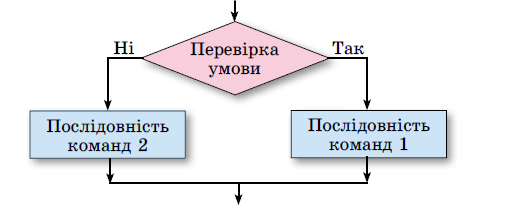 Ні
Перевірка
умови
Так
Послідовність
команд 2
Послідовність
команд 1